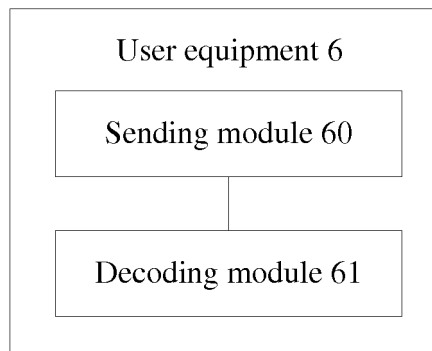 User equipment 6
Sending module 60
Decoding module 61